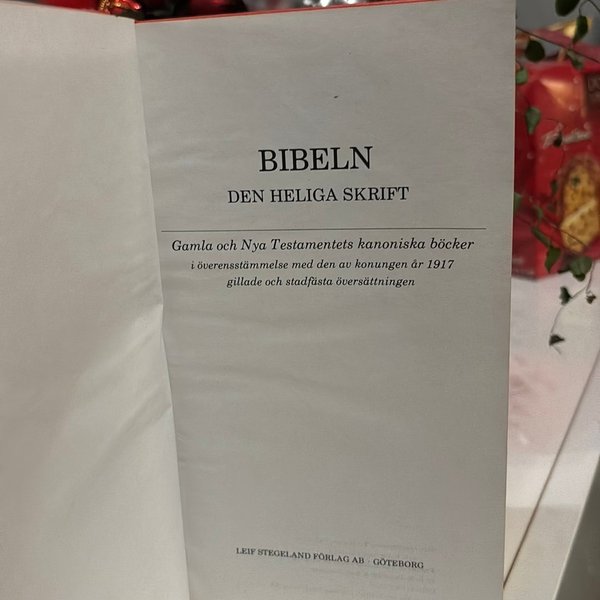 BIBELN
DEN HELIGA SKRIFT
Gamla och Nya Testamentets kanoniska böcker
i överensstämmelse med den av konungen år 1917
gillade och stadfästa översättningen
LEIF STEGELAND FÖRLAG AB · GÖTEBORG